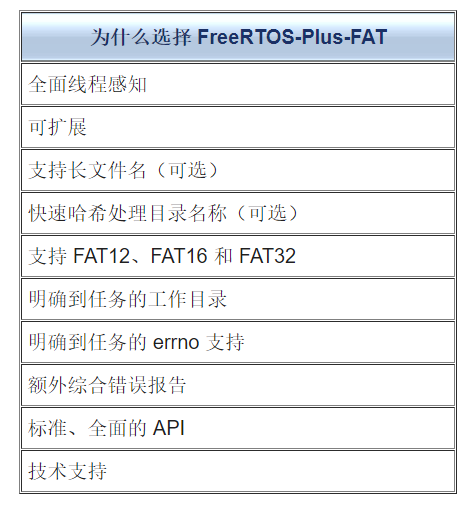 为什么选择 FreeRTOS-Plus-FAT
全面线程感知
可扩展
支持长文件名（可选）
快速哈希处理目录名称（可选）
支持 FAT12、FAT16 和 FAT32
明确到任务的工作目录
明确到任务的 errno 支持
额外综合错误报告
标准、全面的 API
技术支持